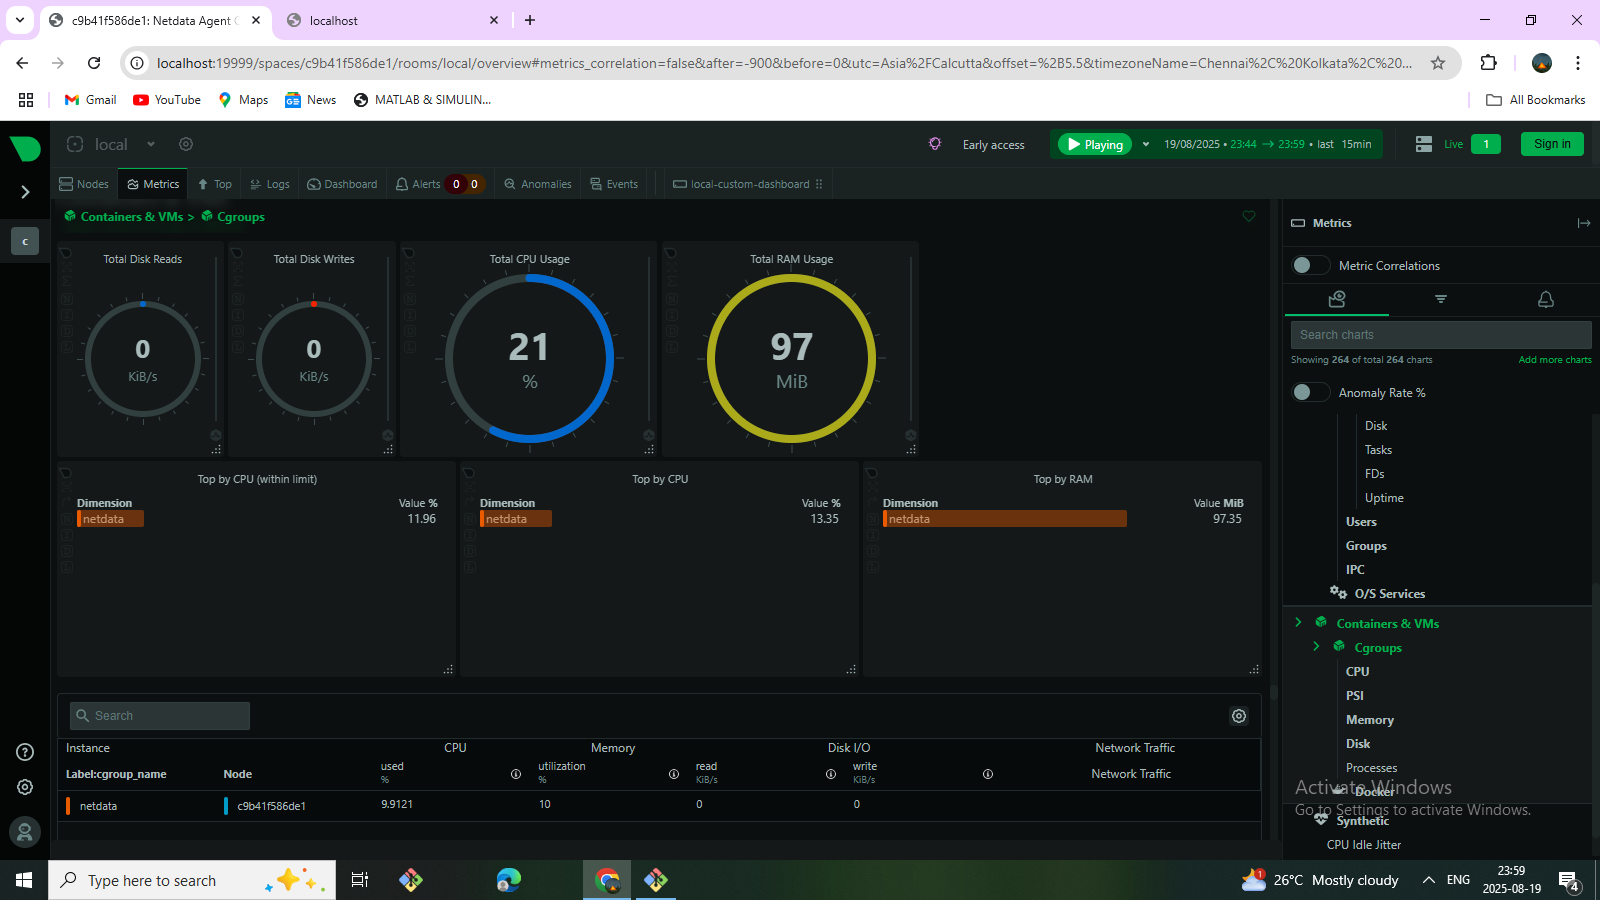 c9b41f586de1: Netdata Agent
localhost
localhost:19999/spaces/c9b41f586de1/rooms/local/overview#metrics_correlation=false&after=-900&before=0&utc=Asia%2FCalcutta&offset=%2B5.5&timezoneName=Chennai%2C%20Kolkata%2C%20...
Gmail
YouTube
Maps
News
MATLAB & SIMULIN...
All Bookmarks
local
Early access
Playing
19/08/2025 • 23:44 → 23:59 • last 15min
Live
1
Sign in
Nodes
Metrics
Top
Logs
Dashboard
Alerts
0
0
Anomalies
Events
local-custom-dashboard
Containers & VMs > Cgroups
Total Disk Reads
0
KiB/s
Total Disk Writes
0
KiB/s
Total CPU Usage
21
%
Total RAM Usage
97
MiB
Top by CPU (within limit)
Dimension Value %
netdata 11.96
Top by CPU
Dimension Value %
netdata 13.35
Top by RAM
Dimension Value MiB
netdata 97.35
Search
Instance CPU Memory Disk I/O Network Traffic
Label:cgroup_name Node used % utilization % read KiB/s write KiB/s Network Traffic
netdata c9b41f586de1 9.9121 10 0 0
Metrics
Metric Correlations
Search charts
Showing 264 of total 264 charts
Add more charts
Anomaly Rate %
Disk
Tasks
FDs
Uptime
Users
Groups
IPC
O/S Services
Containers & VMs
Cgroups
CPU
PSI
Memory
Disk
Processes
Docker
Synthetic
CPU Idle Jitter
Activate Windows
Go to Settings to activate Windows.
Type here to search
1
26°C Mostly cloudy
ENG
23:59
2025-08-19
4
c